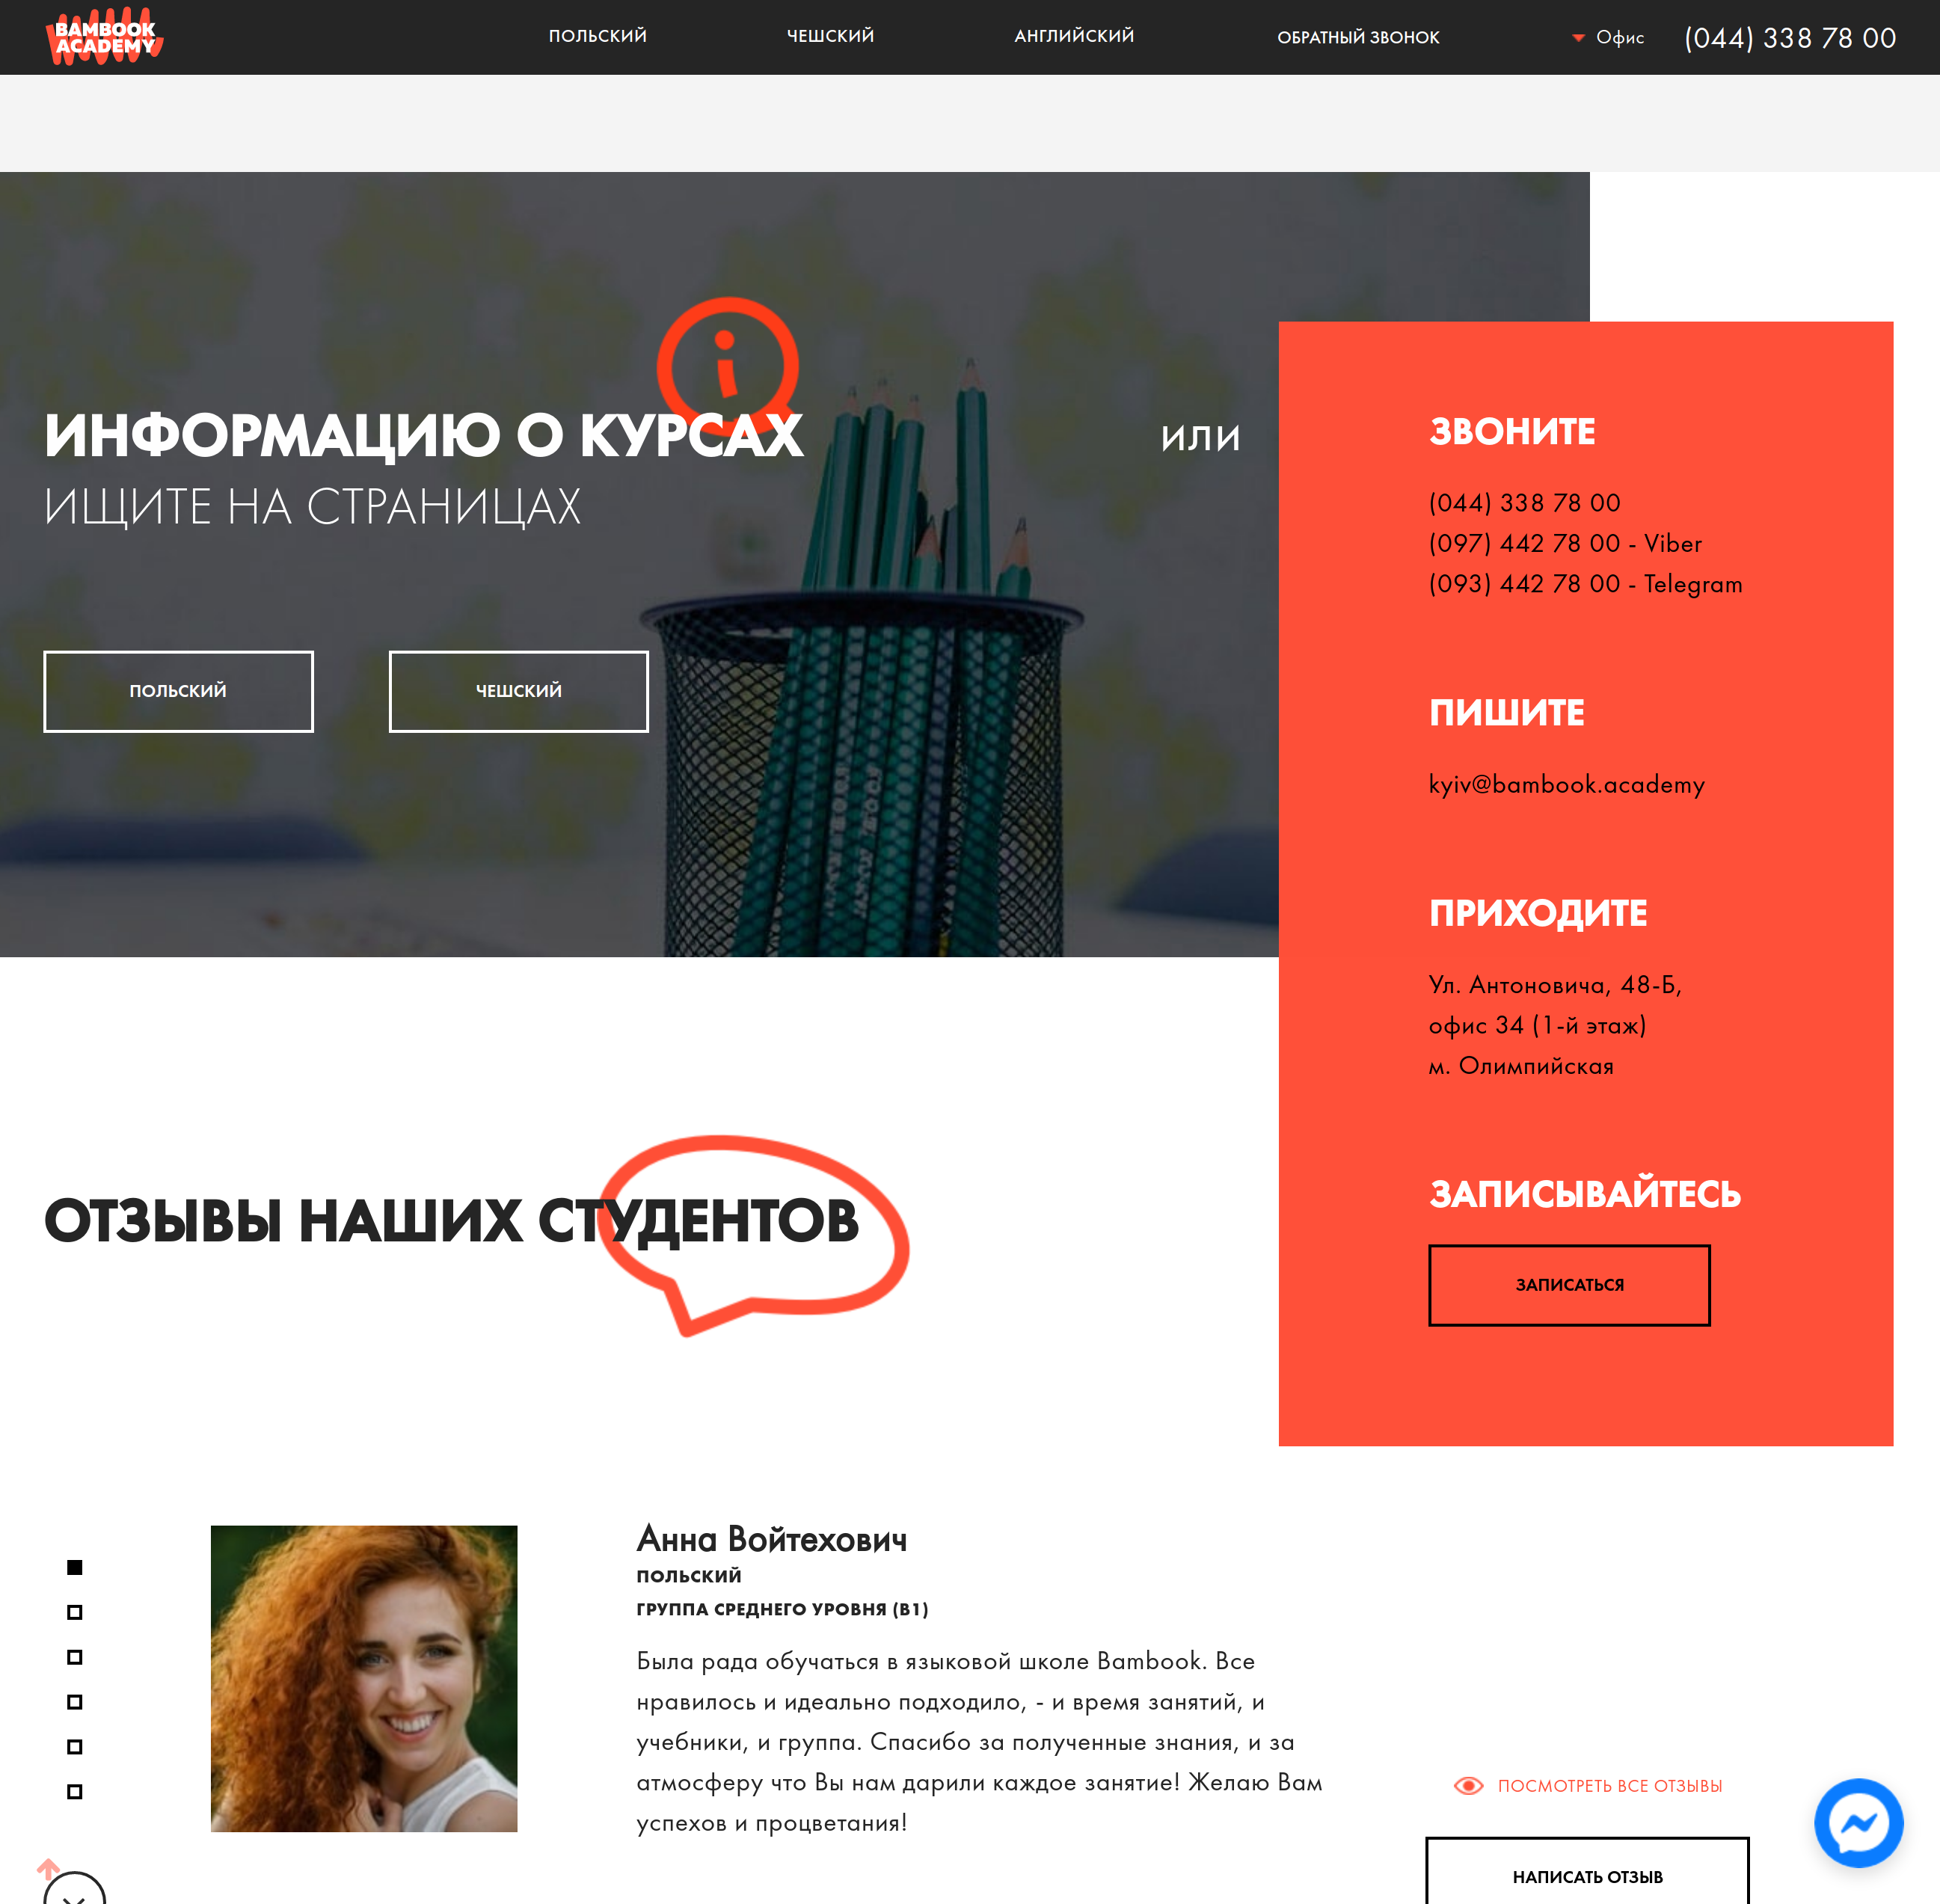 BAMBOOK
ACADEMY
ПОЛЬСКИЙ
ЧЕШСКИЙ
АНГЛИЙСКИЙ
ОБРАТНЫЙ ЗВОНОК
Офис
(044) 338 78 00
ИНФОРМАЦИЮ О КУРСАХ
ИЩИТЕ НА СТРАНИЦАХ
ПОЛЬСКИЙ
ЧЕШСКИЙ
ИЛИ
ЗВОНИТЕ
(044) 338 78 00
(097) 442 78 00 - Viber
(093) 442 78 00 - Telegram
ПИШИТЕ
kyiv@bambook.academy
ПРИХОДИТЕ
Ул. Антоновича, 48-Б,
офис 34 (1-й этаж)
м. Олимпийская
ЗАПИСЫВАЙТЕСЬ
ЗАПИСАТЬСЯ
ОТЗЫВЫ НАШИХ СТУДЕНТОВ
Анна Войтехович
ПОЛЬСКИЙ
ГРУППА СРЕДНЕГО УРОВНЯ (B1)
Была рада обучаться в языковой школе Bambook. Все
нравилось и идеально подходило, - и время занятий, и
учебники, и группа. Спасибо за полученные знания, и за
атмосферу что Вы нам дарили каждое занятие! Желаю Вам
успехов и процветания!
ПОСМОТРЕТЬ ВСЕ ОТЗЫВЫ
НАПИСАТЬ ОТЗЫВ